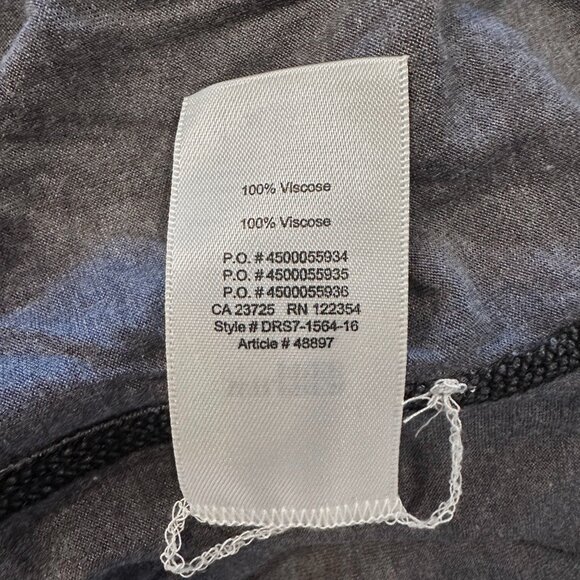 100% Viscose
100% Viscose
P.O. # 4500055934
P.O. # 4500055935
P.O. # 4500055936
CA 23725 RN 122354
Style # DRS7-1564-16
Article # 48897